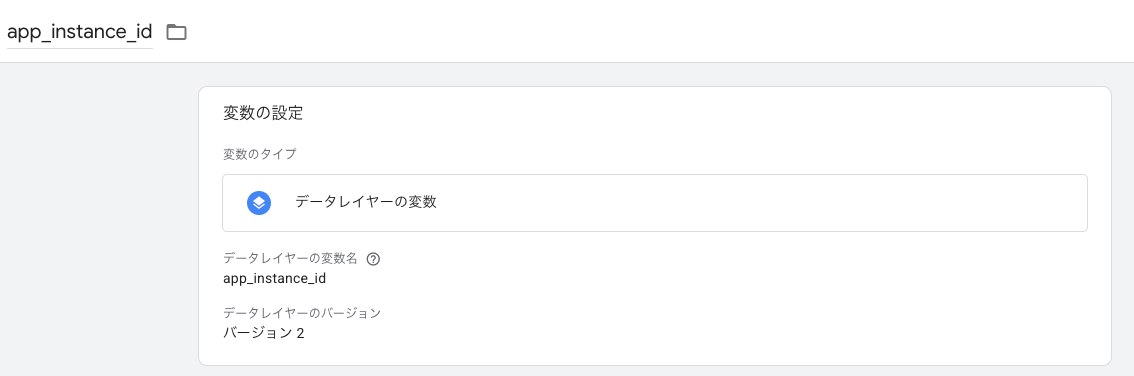 app_instance_id
変数の設定
変数のタイプ
データレイヤーの変数
データレイヤーの変数名
app_instance_id
データレイヤーのバージョン
バージョン 2